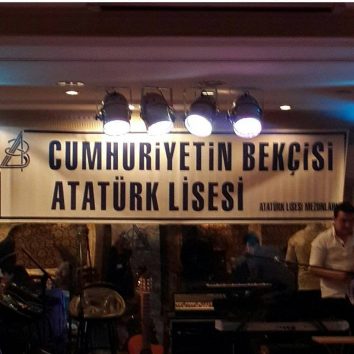 CUMHURİYETİN BEKÇİSİ
ATATÜRK LİSESİ
ATATÜRK LİSESİ MEZUNLARI